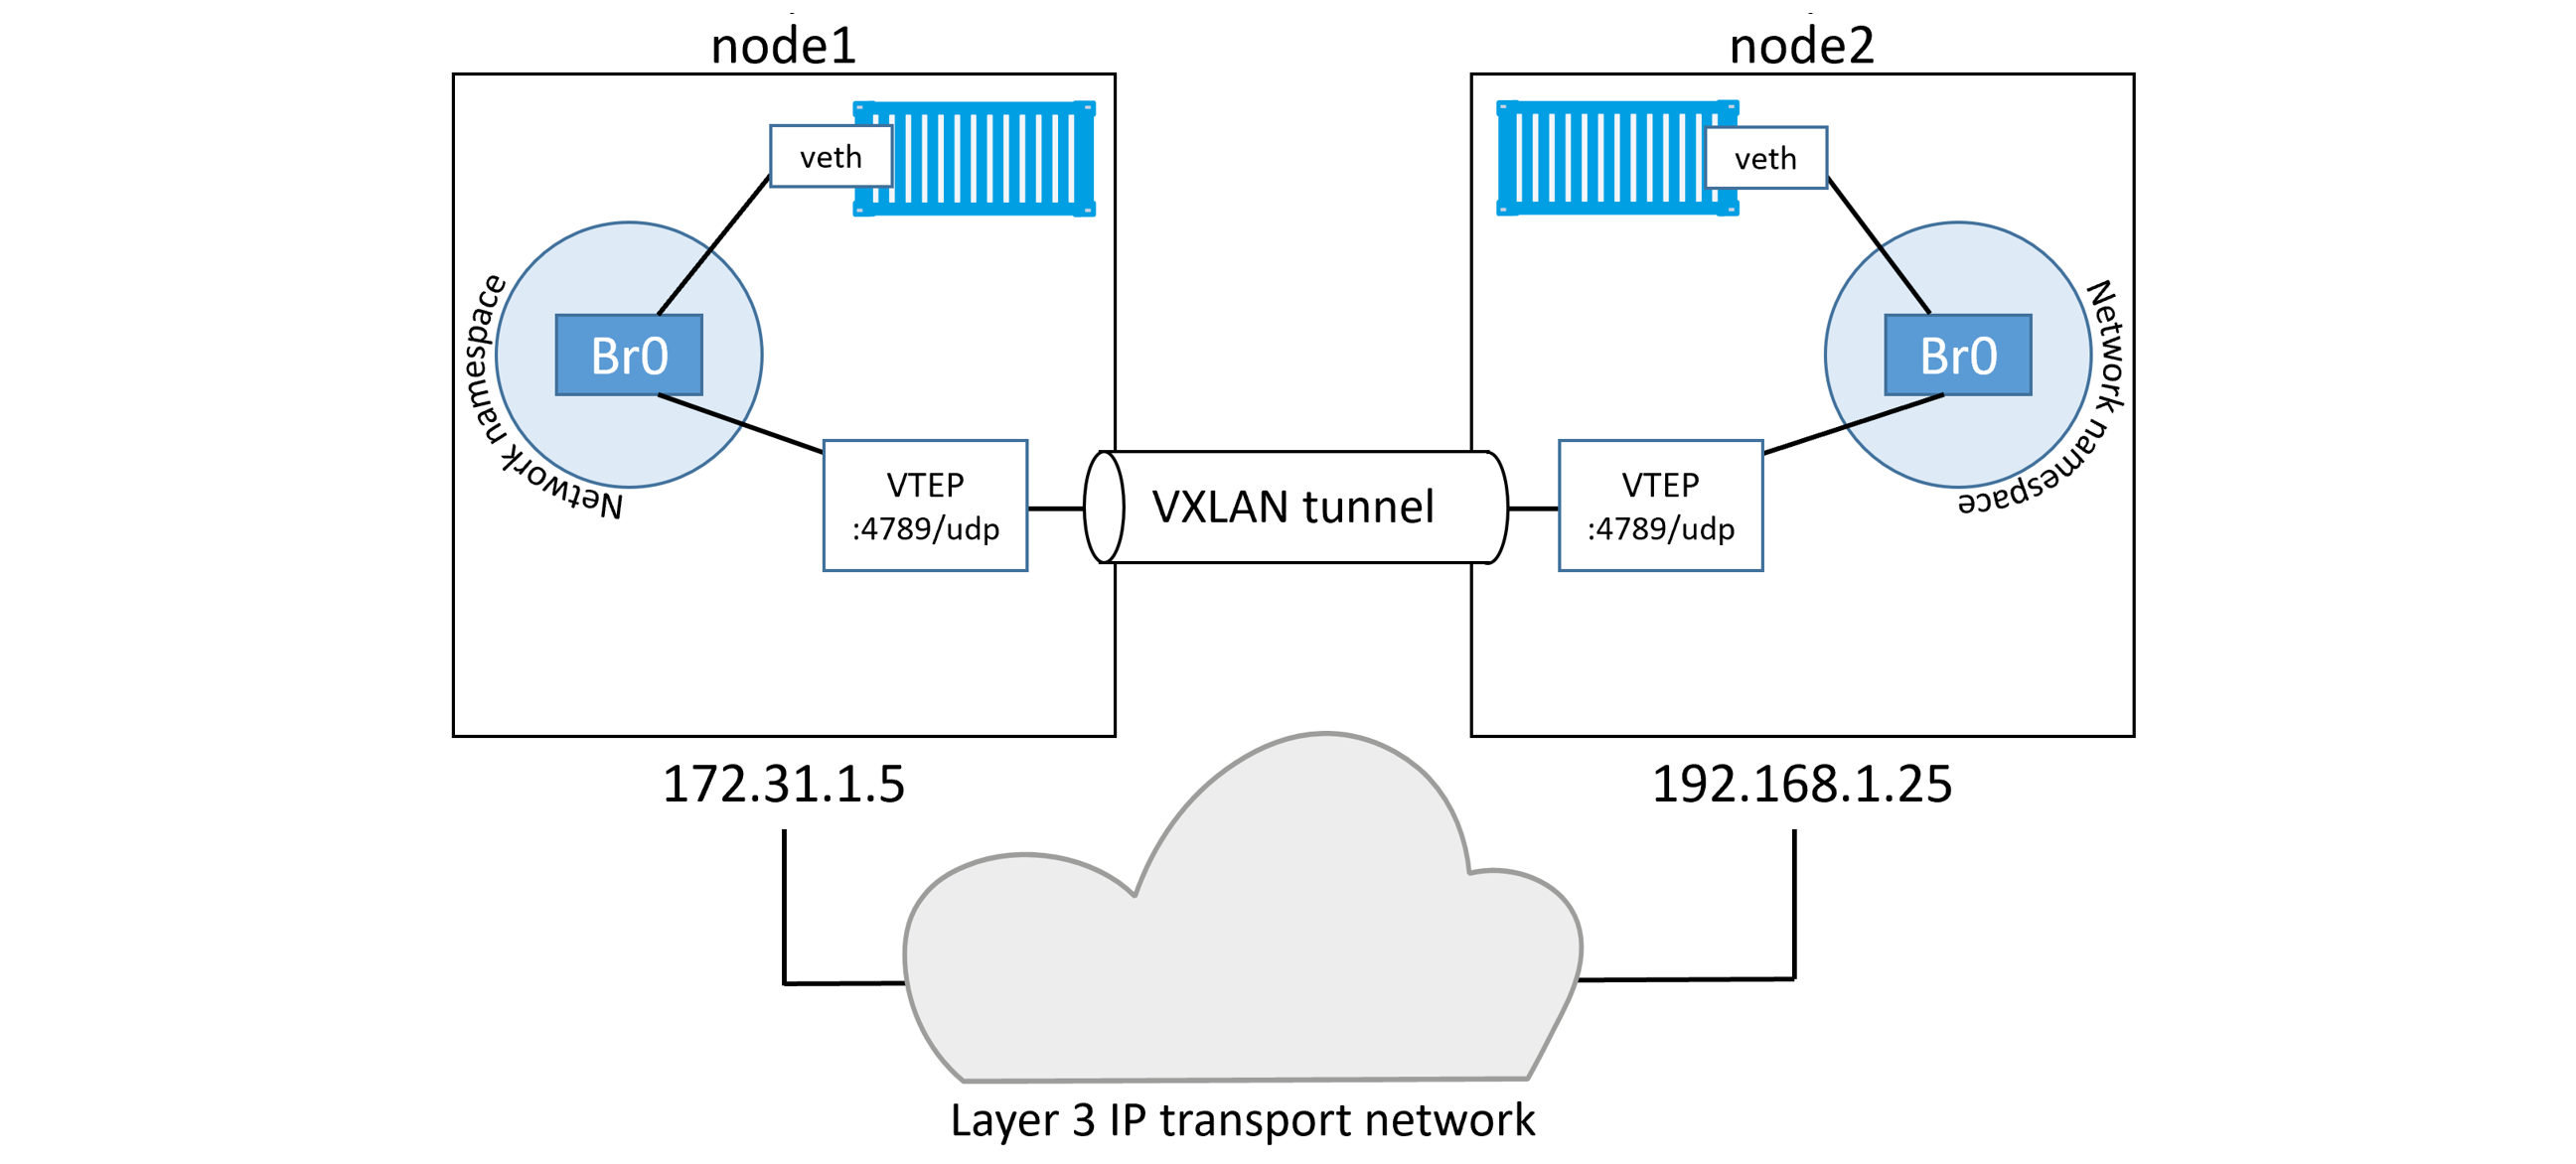 node1
node2
veth
veth
Br0
Br0
Network namespace
Network namespace
VTEP
:4789/udp
VXLAN tunnel
VTEP
:4789/udp
172.31.1.5
192.168.1.25
Layer 3 IP transport network